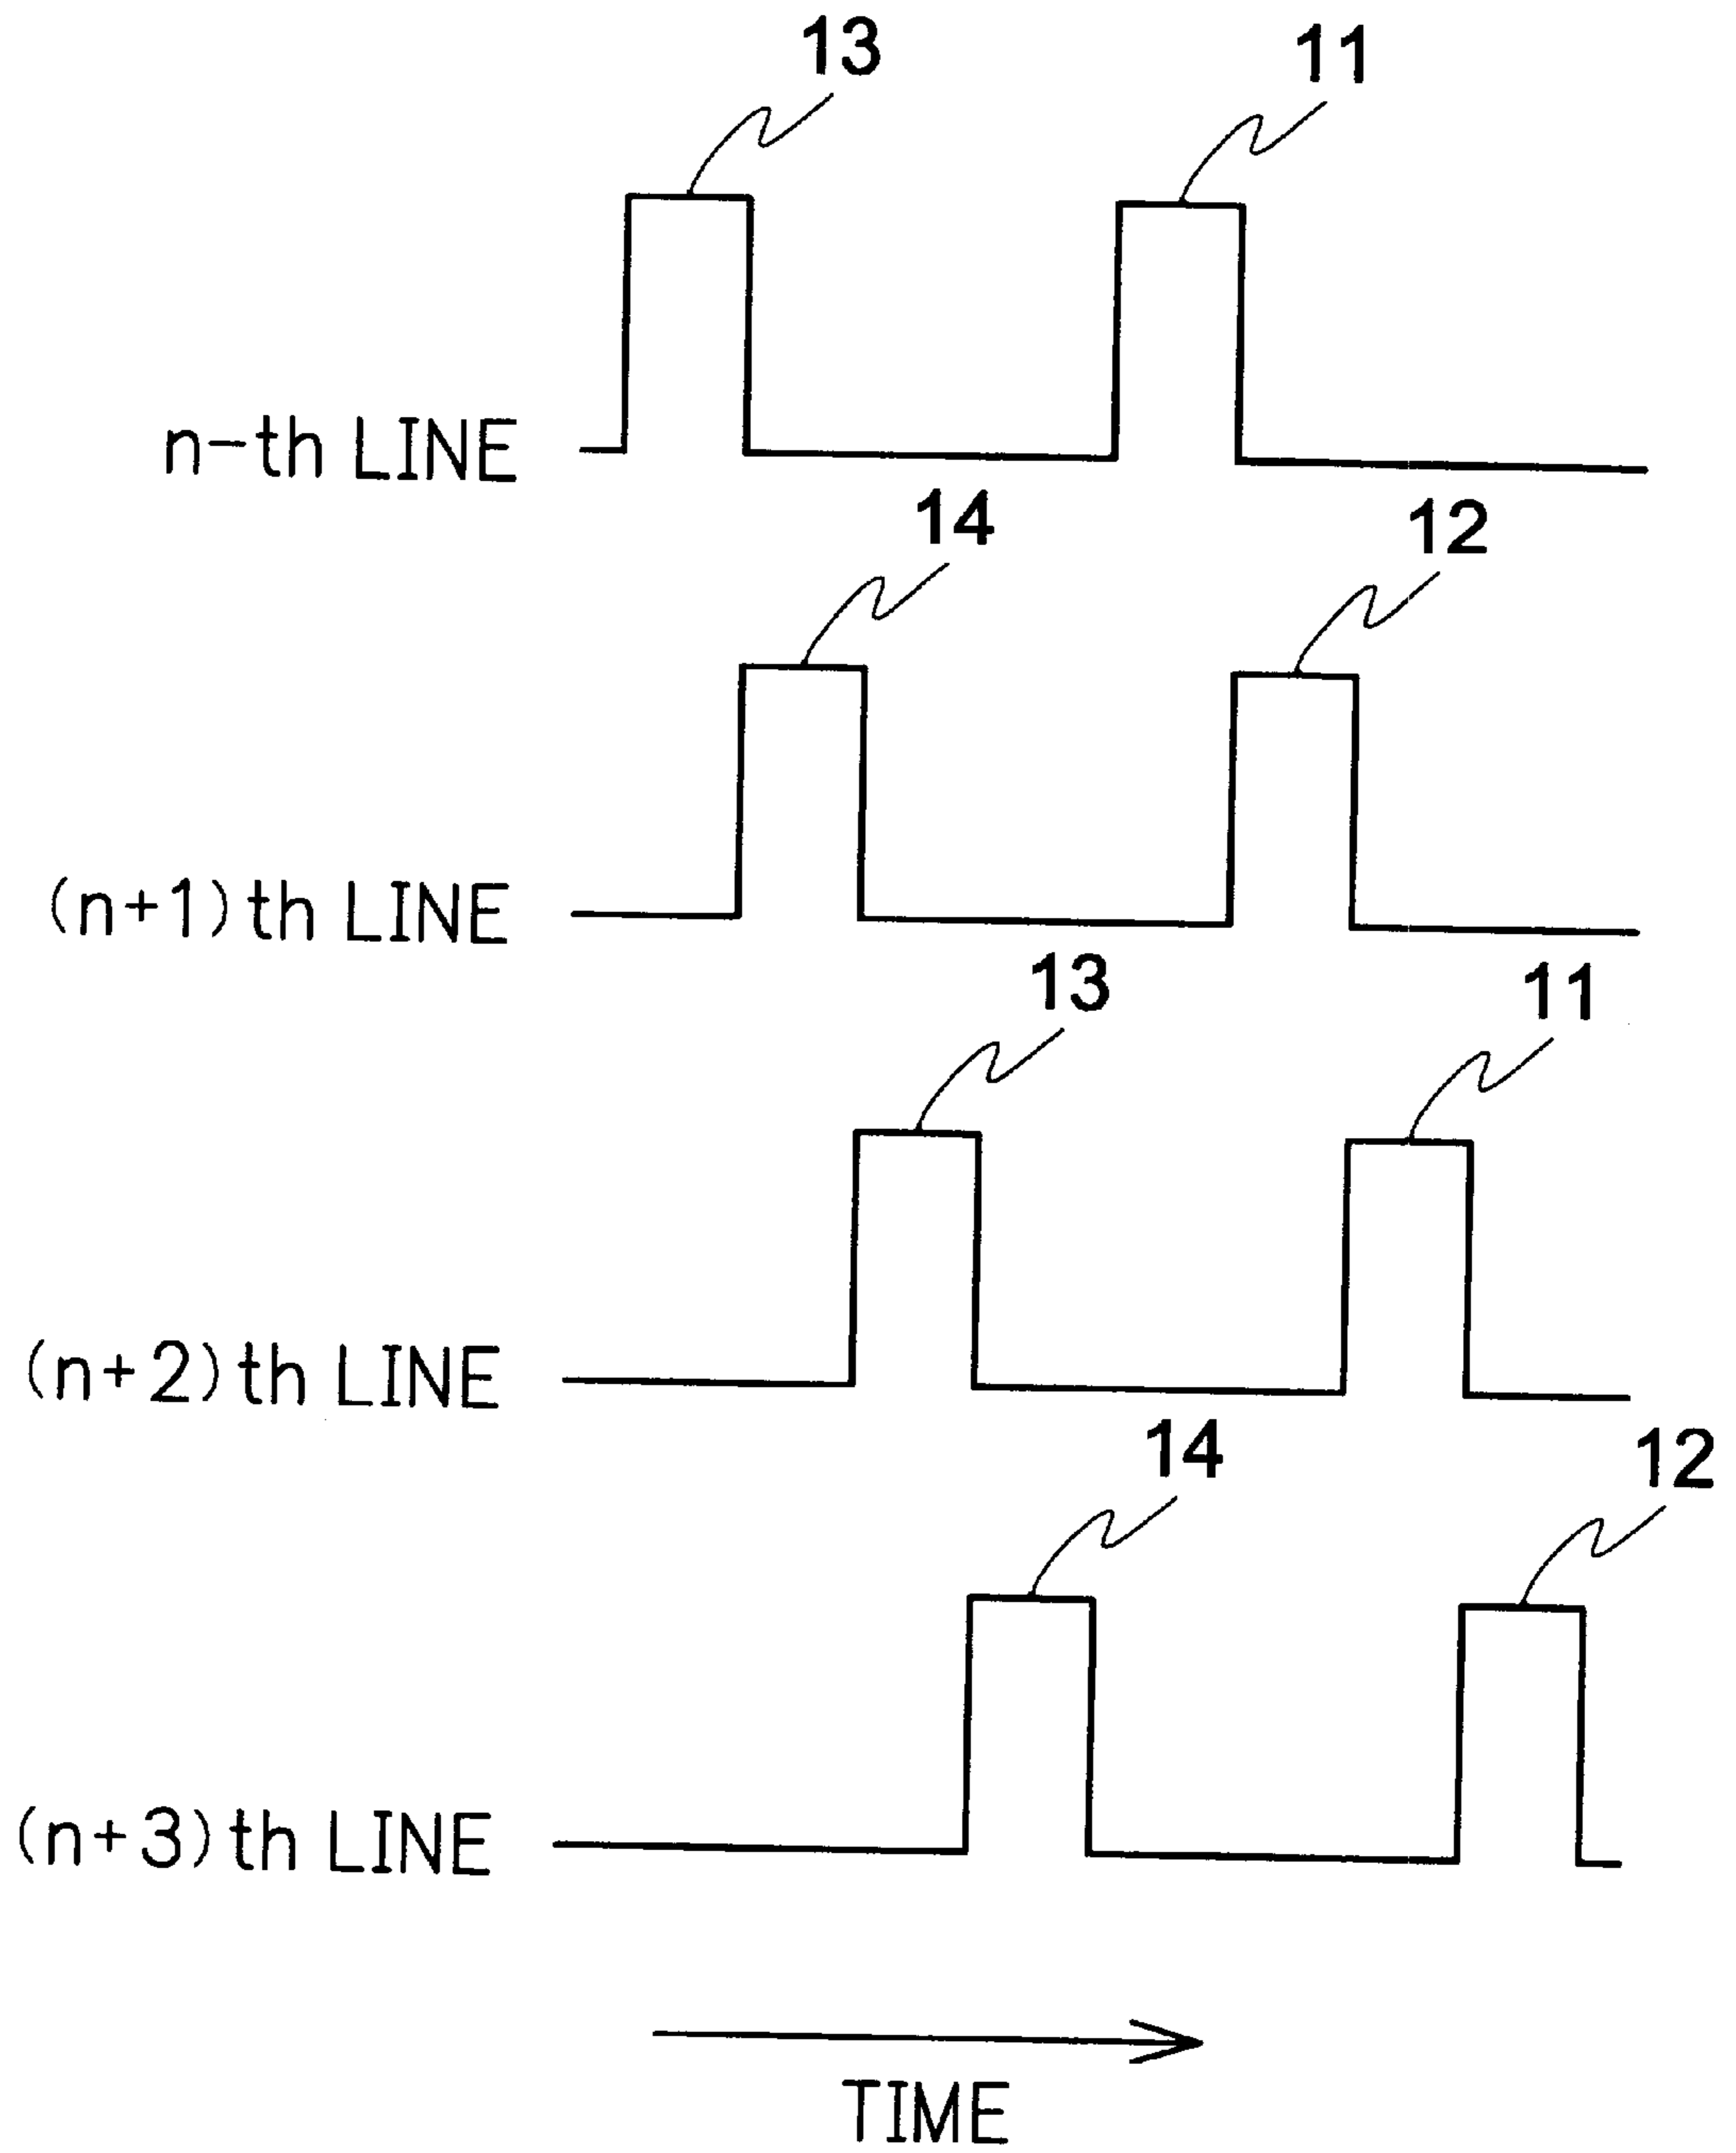 13 11
n-th LINE
14 12
(n+1)th LINE
13 11
(n+2)th LINE
14 12
(n+3)th LINE
TIME